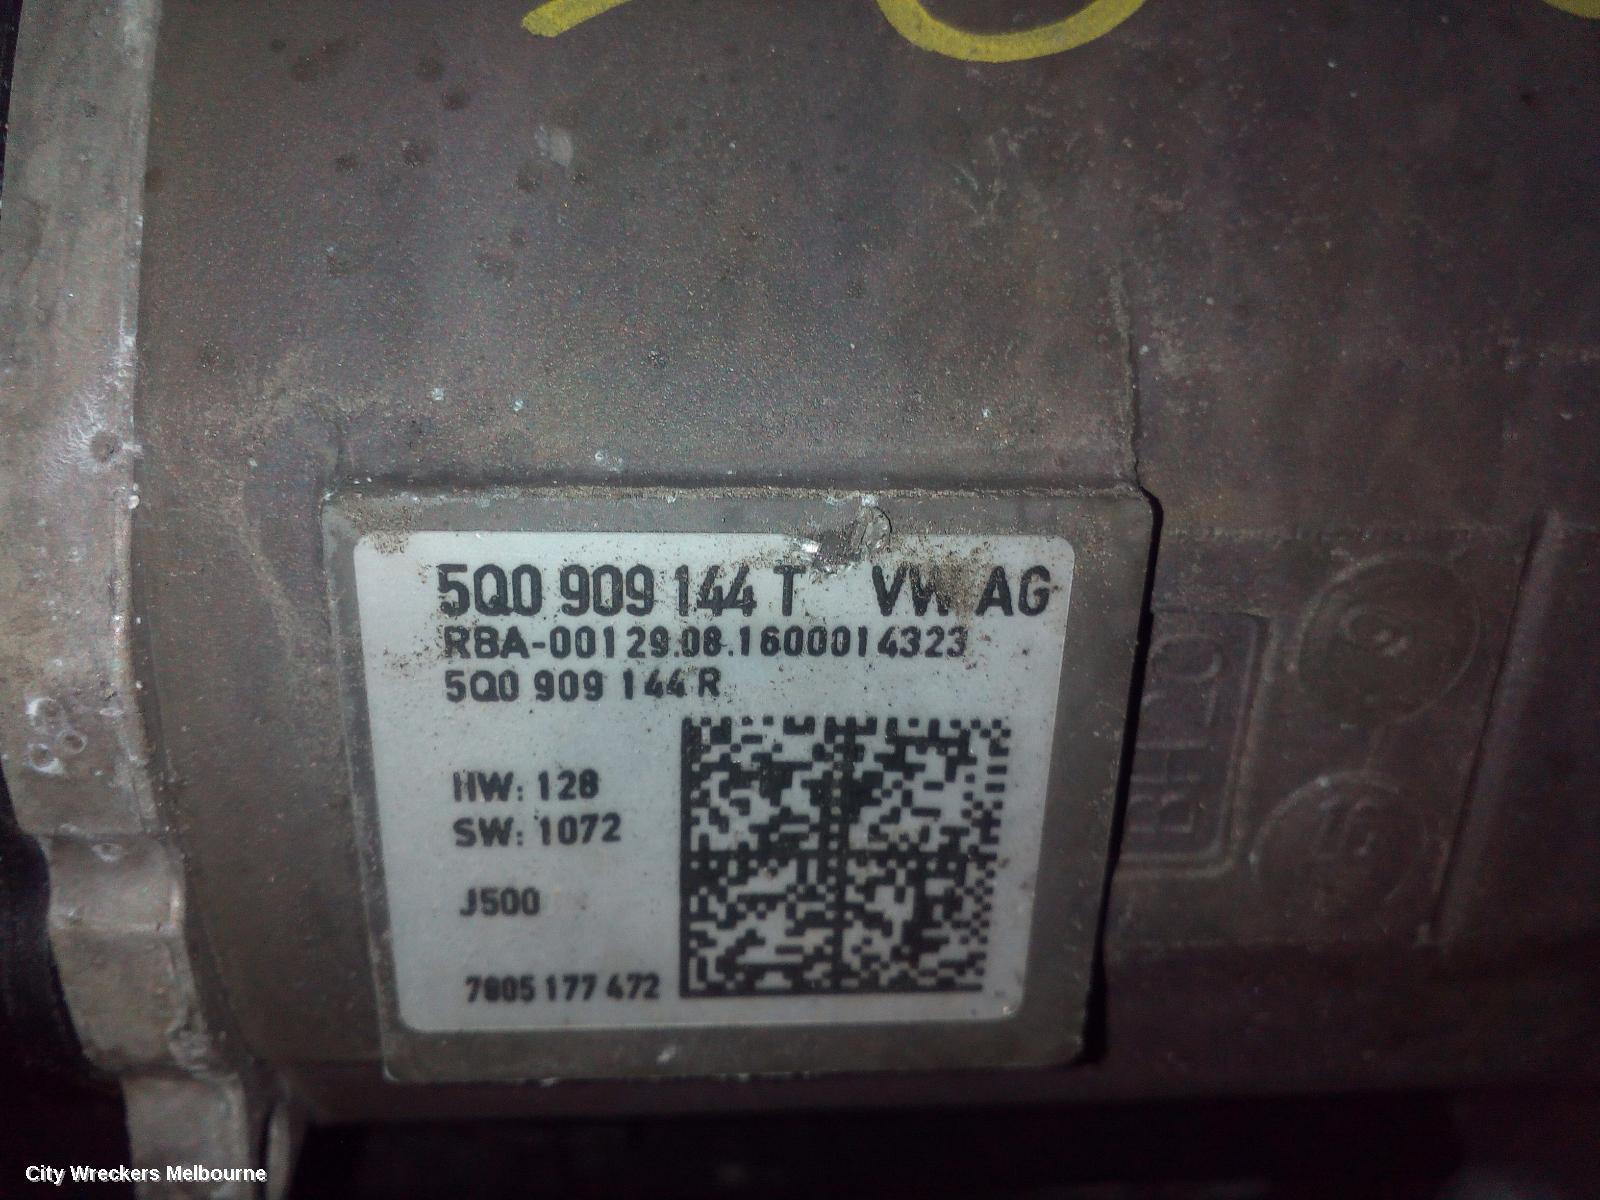 5Q0 909 144 T VW AG
RBA-00129.08.1600014323
5Q0 909 144 R
HW: 128
SW: 1072
J500
7805 177 472
City Wreckers Melbourne